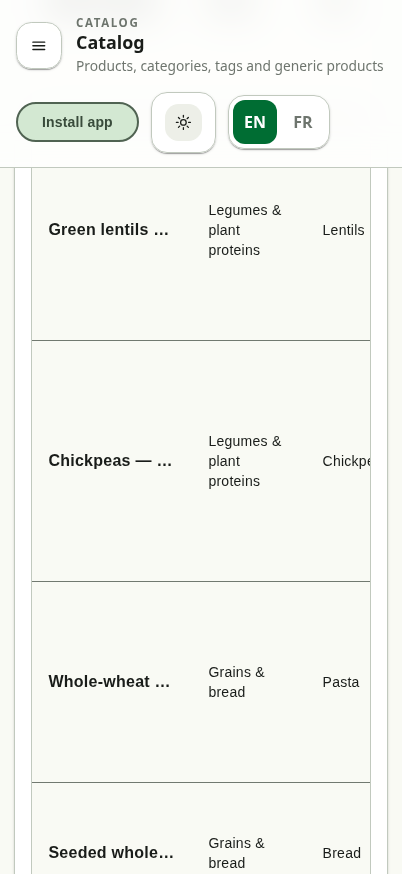 CATALOG
Catalog
Products, categories, tags and generic products
Install app
EN FR
Green lentils …
Legumes &
plant
proteins
Lentils
Chickpeas — …
Legumes &
plant
proteins
Chickpe
Whole-wheat …
Grains &
bread
Pasta
Seeded whole…
Grains &
bread
Bread